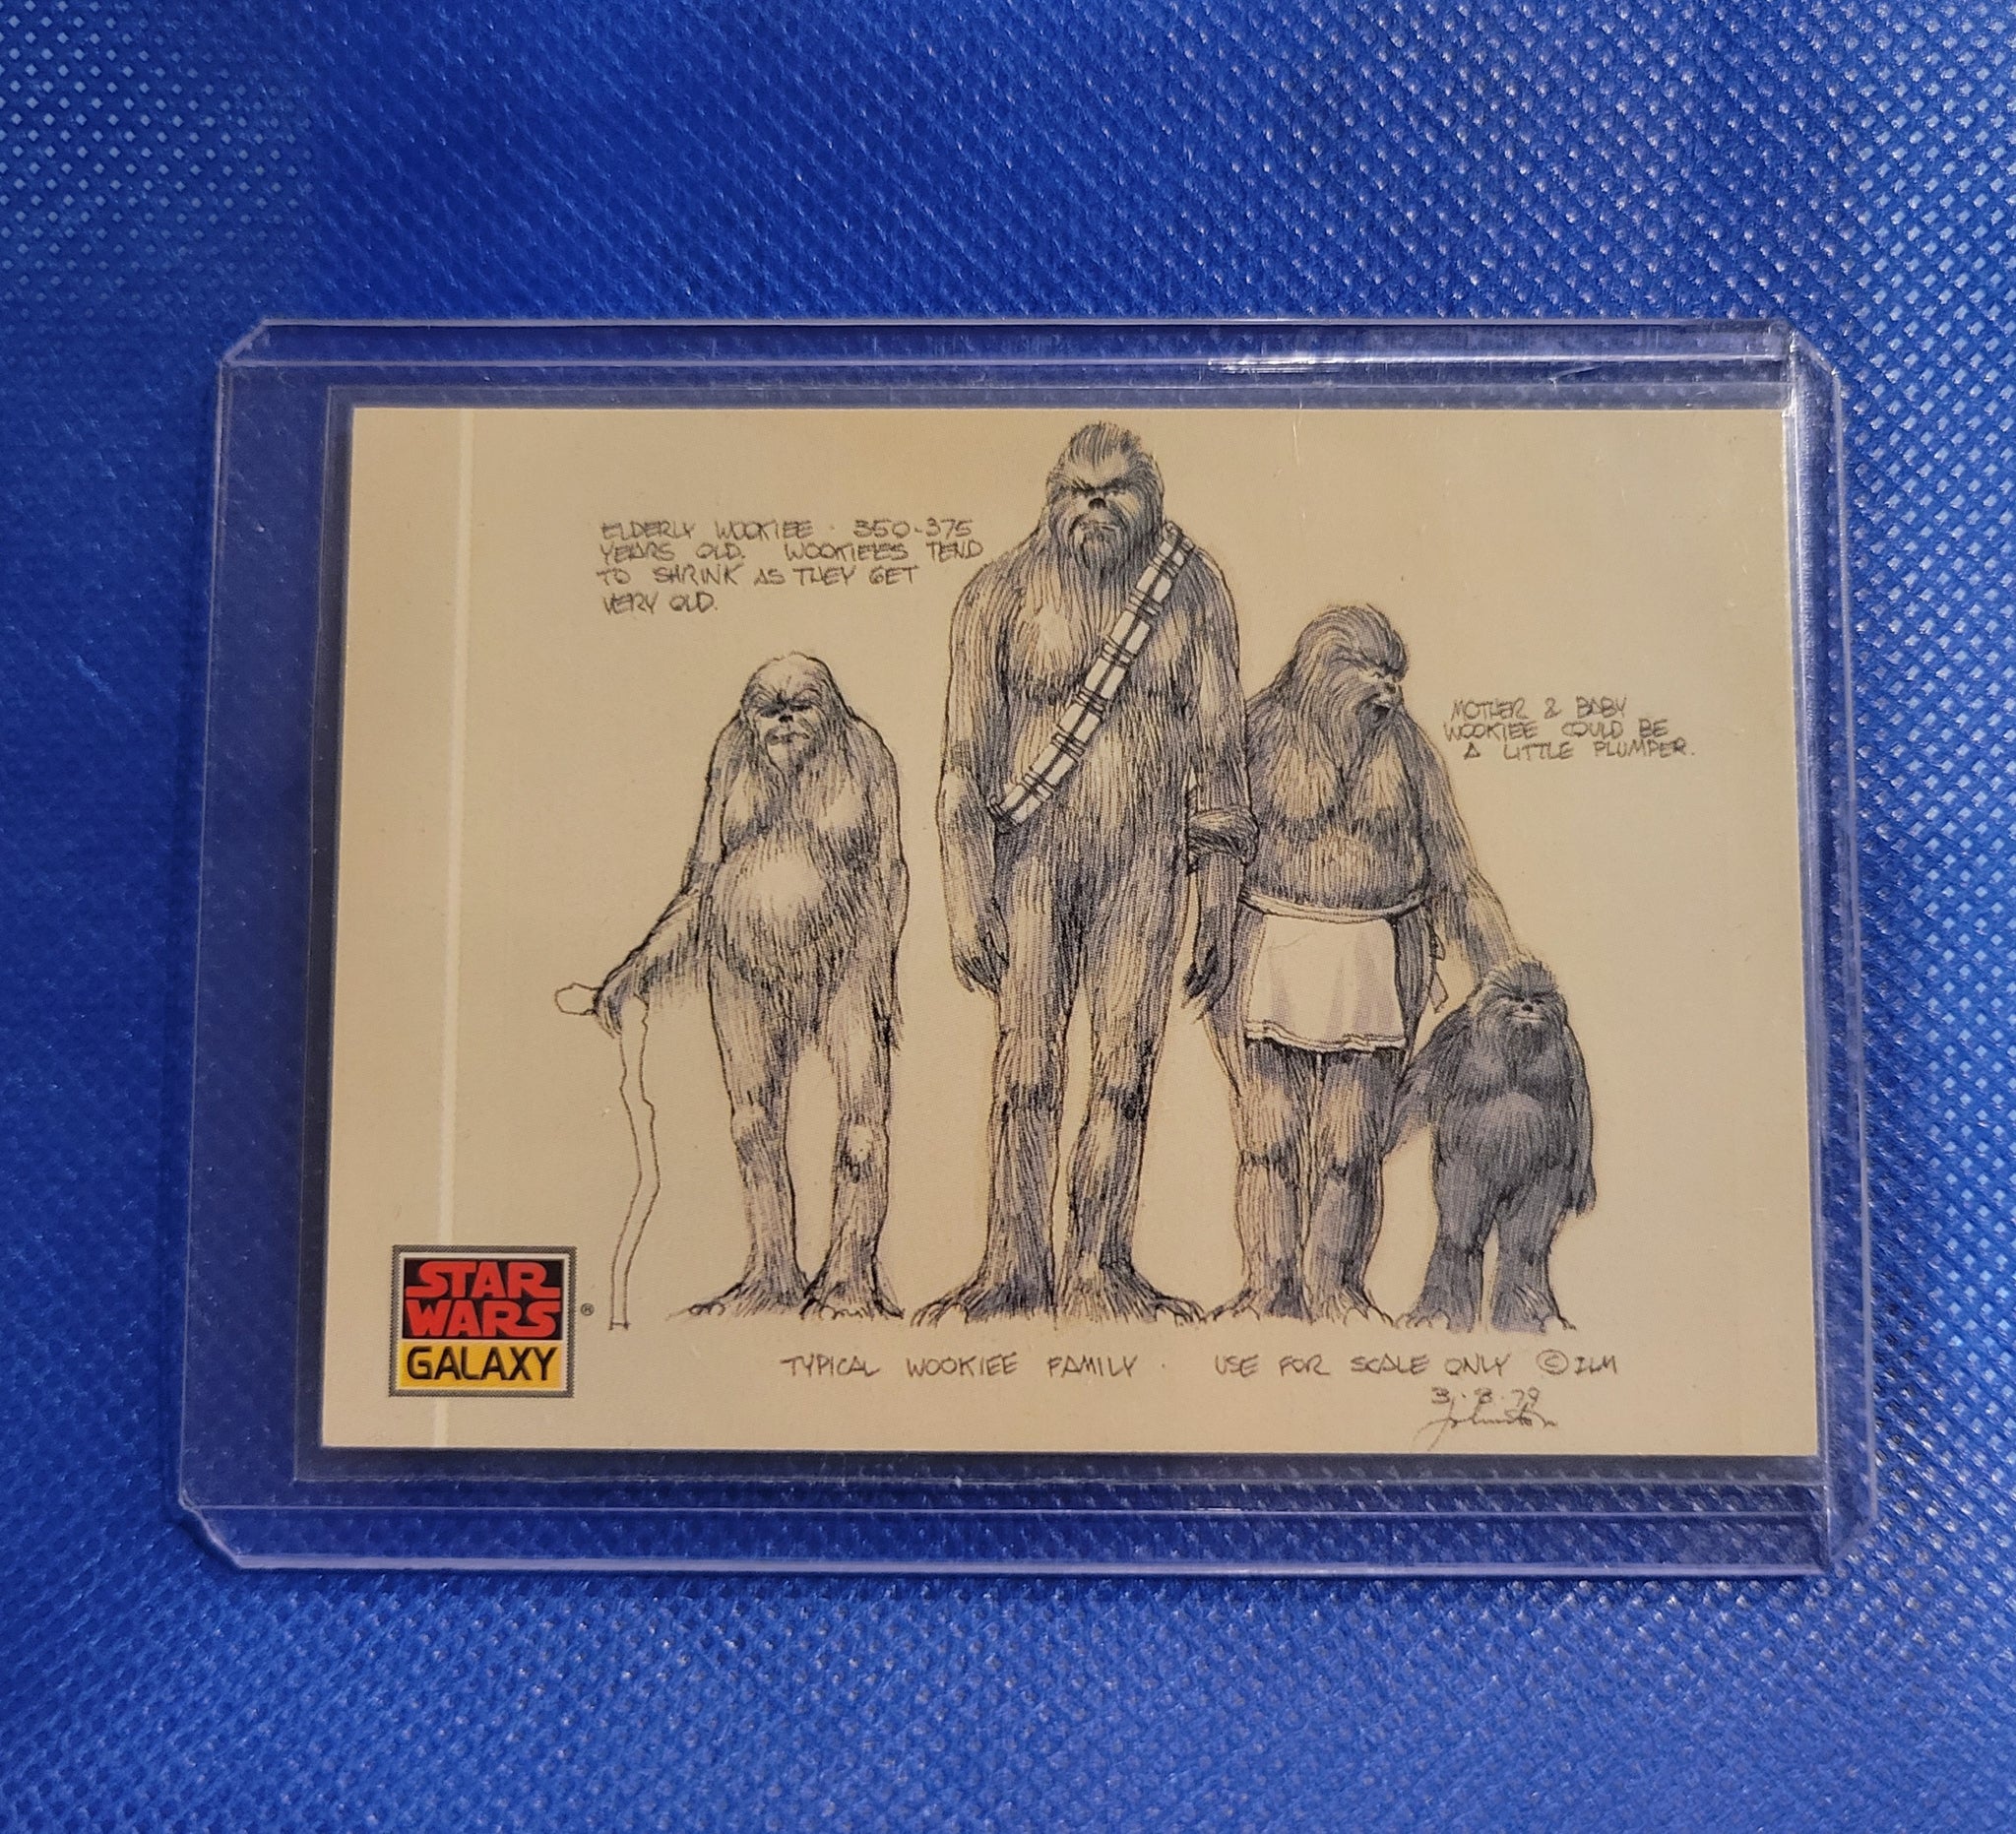 ELDERLY WOOKIEE · 350-375
YEARS OLD. WOOKIEES TEND
TO SHRINK AS THEY GET
VERY OLD.
MOTHER & BABY
WOOKIEE COULD BE
A LITTLE PLUMPER.
STAR
WARS ®
GALAXY
TYPICAL WOOKIEE FAMILY · USE FOR SCALE ONLY © ILM
3·8·79
Johnston